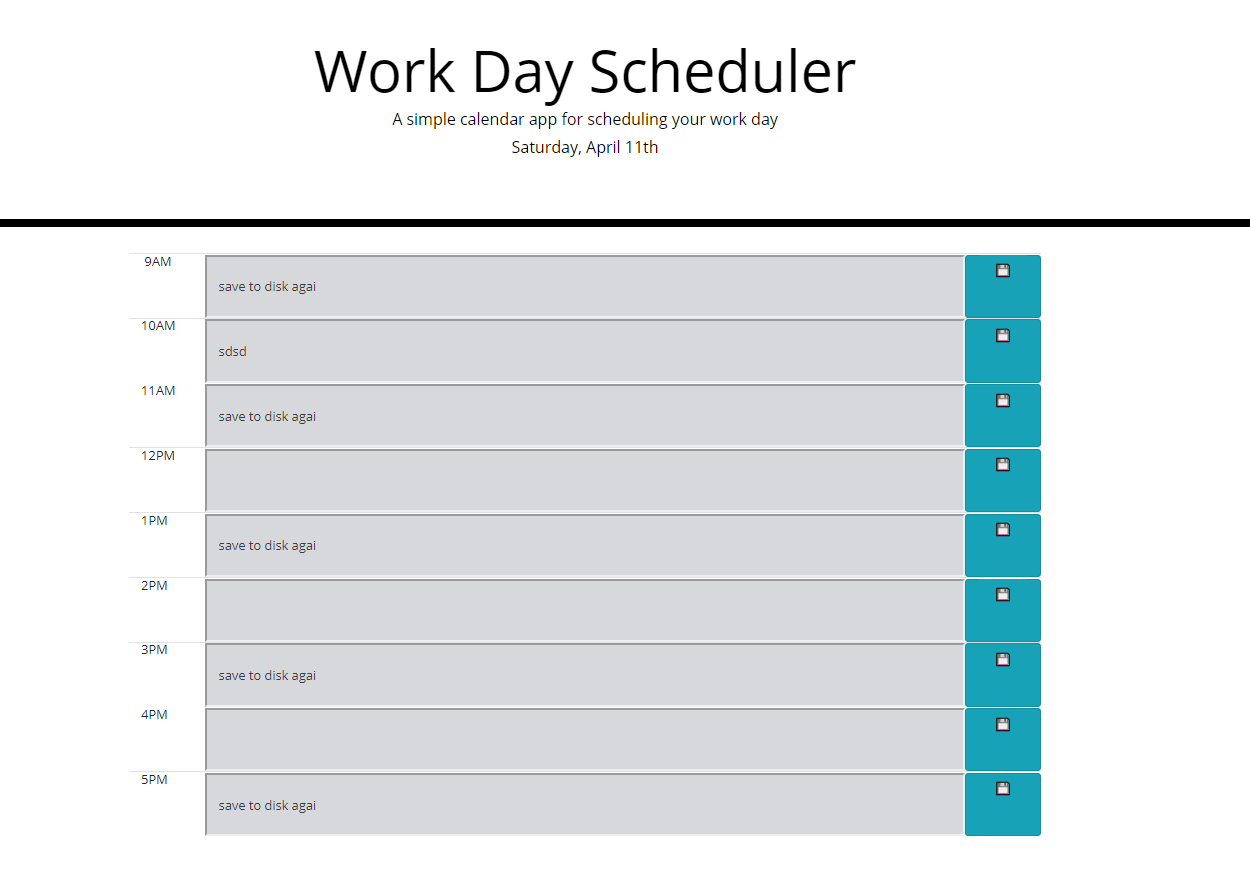 Work Day Scheduler
A simple calendar app for scheduling your work day
Saturday, April 11th
9AM
save to disk agai
10AM
sdsd
11AM
save to disk agai
12PM
1PM
save to disk agai
2PM
3PM
save to disk agai
4PM
5PM
save to disk agai